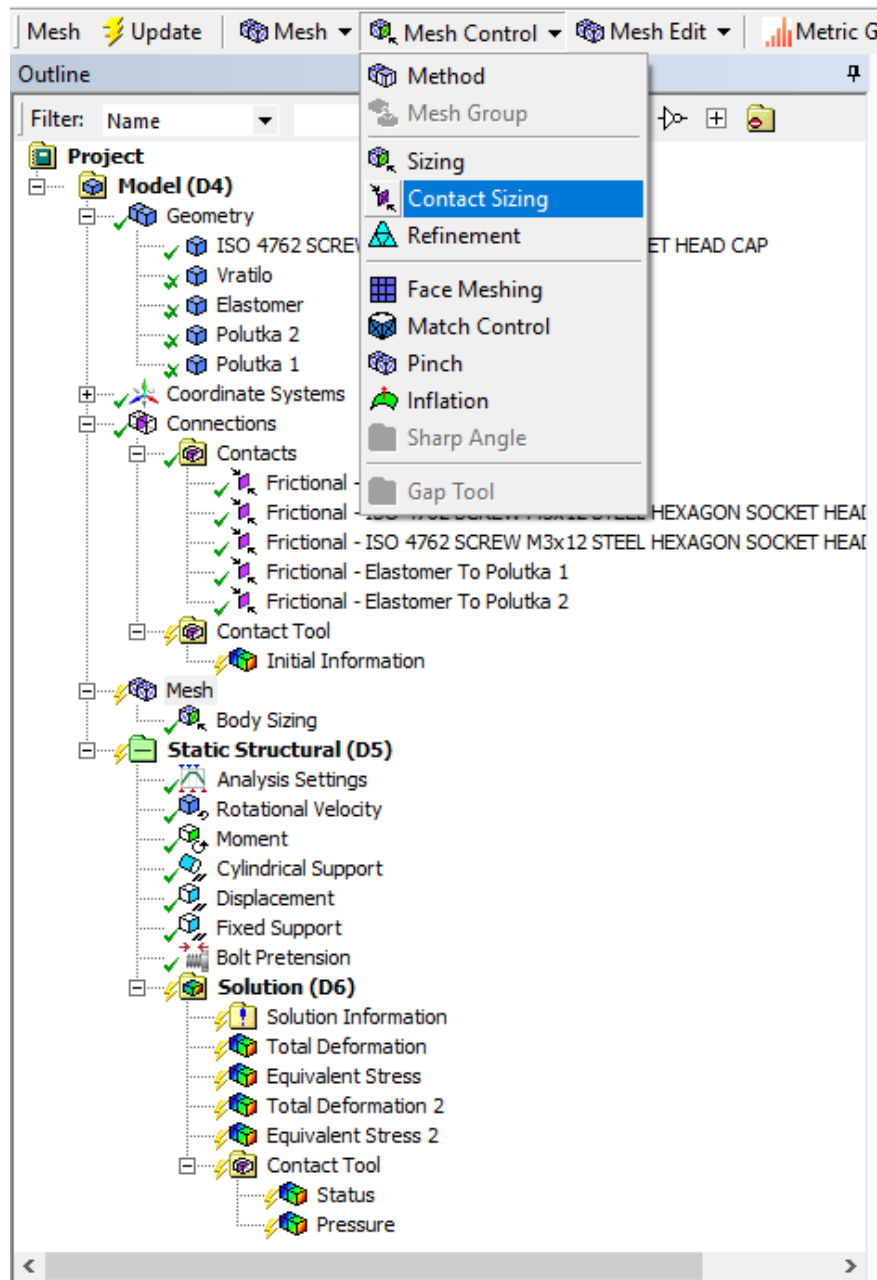 Mesh Update Mesh Mesh Control Mesh Edit Metric G
Outline
Method
Filter: Name
Mesh Group
Project
Sizing
Model (D4)
Contact Sizing
Geometry
Refinement
ISO 4762 SCREW ET HEAD CAP
Vratilo
Face Meshing
Elastomer
Match Control
Polutka 2
Pinch
Polutka 1
Coordinate Systems
Inflation
Connections
Sharp Angle
Contacts
Frictional -
Gap Tool
Frictional - ISO 4762 SCREW M3x12 STEEL HEXAGON SOCKET HEAD
Frictional - ISO 4762 SCREW M3x12 STEEL HEXAGON SOCKET HEAD
Frictional - Elastomer To Polutka 1
Frictional - Elastomer To Polutka 2
Contact Tool
Initial Information
Mesh
Body Sizing
Static Structural (D5)
Analysis Settings
Rotational Velocity
Moment
Cylindrical Support
Displacement
Fixed Support
Bolt Pretension
Solution (D6)
Solution Information
Total Deformation
Equivalent Stress
Total Deformation 2
Equivalent Stress 2
Contact Tool
Status
Pressure